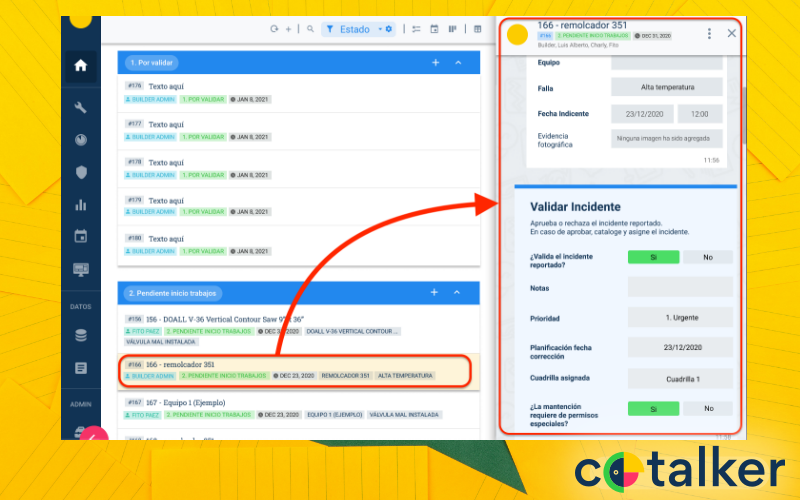 Estado
1. Por validar
#176 Texto aquí
BUILDER ADMIN 1. POR VALIDAR JAN 8, 2021
#177 Texto aquí
BUILDER ADMIN 1. POR VALIDAR JAN 8, 2021
#178 Texto aquí
BUILDER ADMIN 1. POR VALIDAR JAN 8, 2021
#179 Texto aquí
BUILDER ADMIN 1. POR VALIDAR JAN 8, 2021
#180 Texto aquí
BUILDER ADMIN 1. POR VALIDAR JAN 8, 2021
2. Pendiente inicio trabajos
#156 156 - DOALL V-36 Vertical Contour Saw 36"
FITO PAEZ 2. PENDIENTE INICIO TRABAJOS DEC 2020 DOALL V-36 VERTICAL CONTOUR ...
VÁLVULA MAL INSTALADA
#166 166 - remolcador 351
BUILDER ADMIN 2. PENDIENTE INICIO TRABAJOS DEC 23, 2020 REMOLCADOR 351 ALTA TEMPERATURA
#167 167 - Equipo 1 (Ejemplo)
FITO PAEZ 2. PENDIENTE INICIO TRABAJOS DEC 23, 2020 EQUIPO 1 (EJEMPLO) VÁLVULA MAL INSTALADA
DATOS
ADMIN
166 - remolcador 351
#166 2. PENDIENTE INICIO TRABAJOS DEC 31, 2020
Builder, Luis Alberto, Charly, Fito
Equipo
Falla Alta temperatura
Fecha Indicente 23/12/2020 12:00
Evidencia
fotográfica
Ninguna imagen ha sido agregada
11:56
Validar Incidente
Aprueba o rechaza el incidente reportado.
En caso de aprobar, cataloge y asigne el incidente.
¿Valida el incidente
reportado?
Si No
Notas
Prioridad 1. Urgente
Planificación fecha
corrección
23/12/2020
Cuadrilla asignada Cuadrilla 1
¿La mantención
requiere de permisos
especiales?
Si No
11:58
cotalker